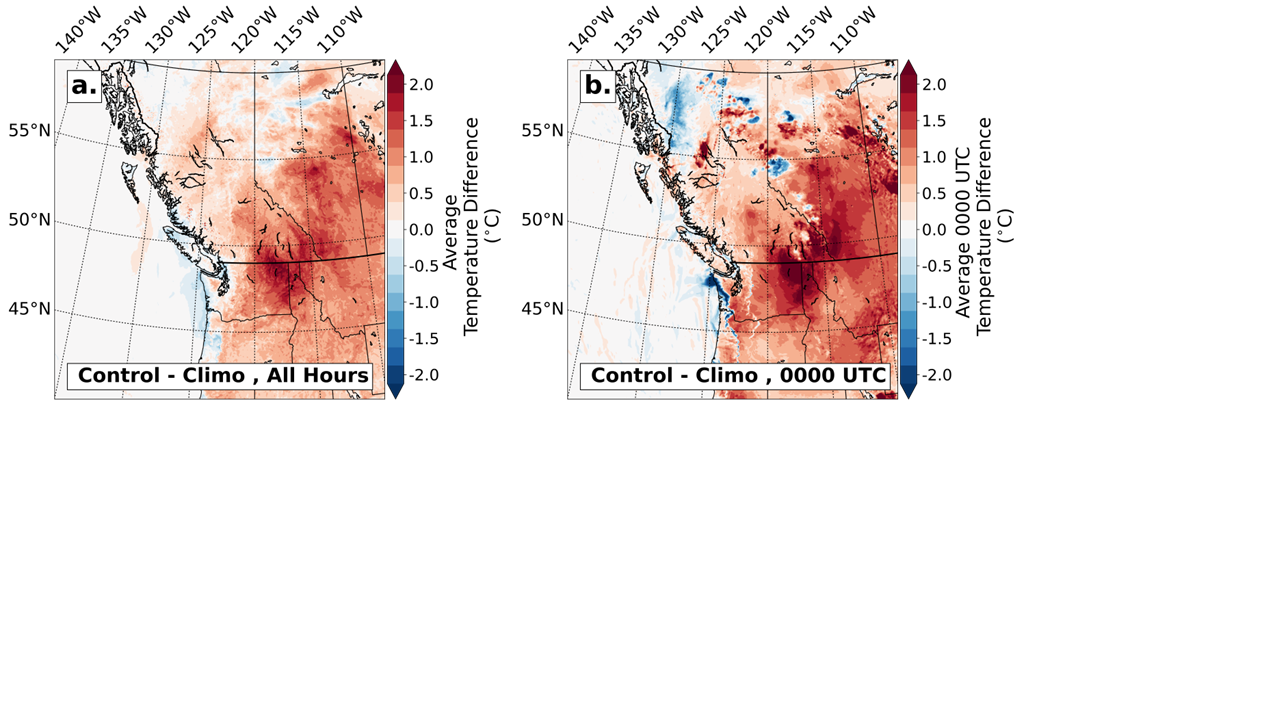 140°W 135°W 130°W 125°W 120°W 115°W 110°W
a.
55°N
50°N
45°N
Control - Climo , All Hours
2.0
1.5
1.0
0.5
0.0
-0.5
-1.0
-1.5
-2.0
Average
Temperature Difference
(°C)
140°W 135°W 130°W 125°W 120°W 115°W 110°W
b.
55°N
50°N
45°N
Control - Climo , 0000 UTC
2.0
1.5
1.0
0.5
0.0
-0.5
-1.0
-1.5
-2.0
Average 0000 UTC
Temperature Difference
(°C)